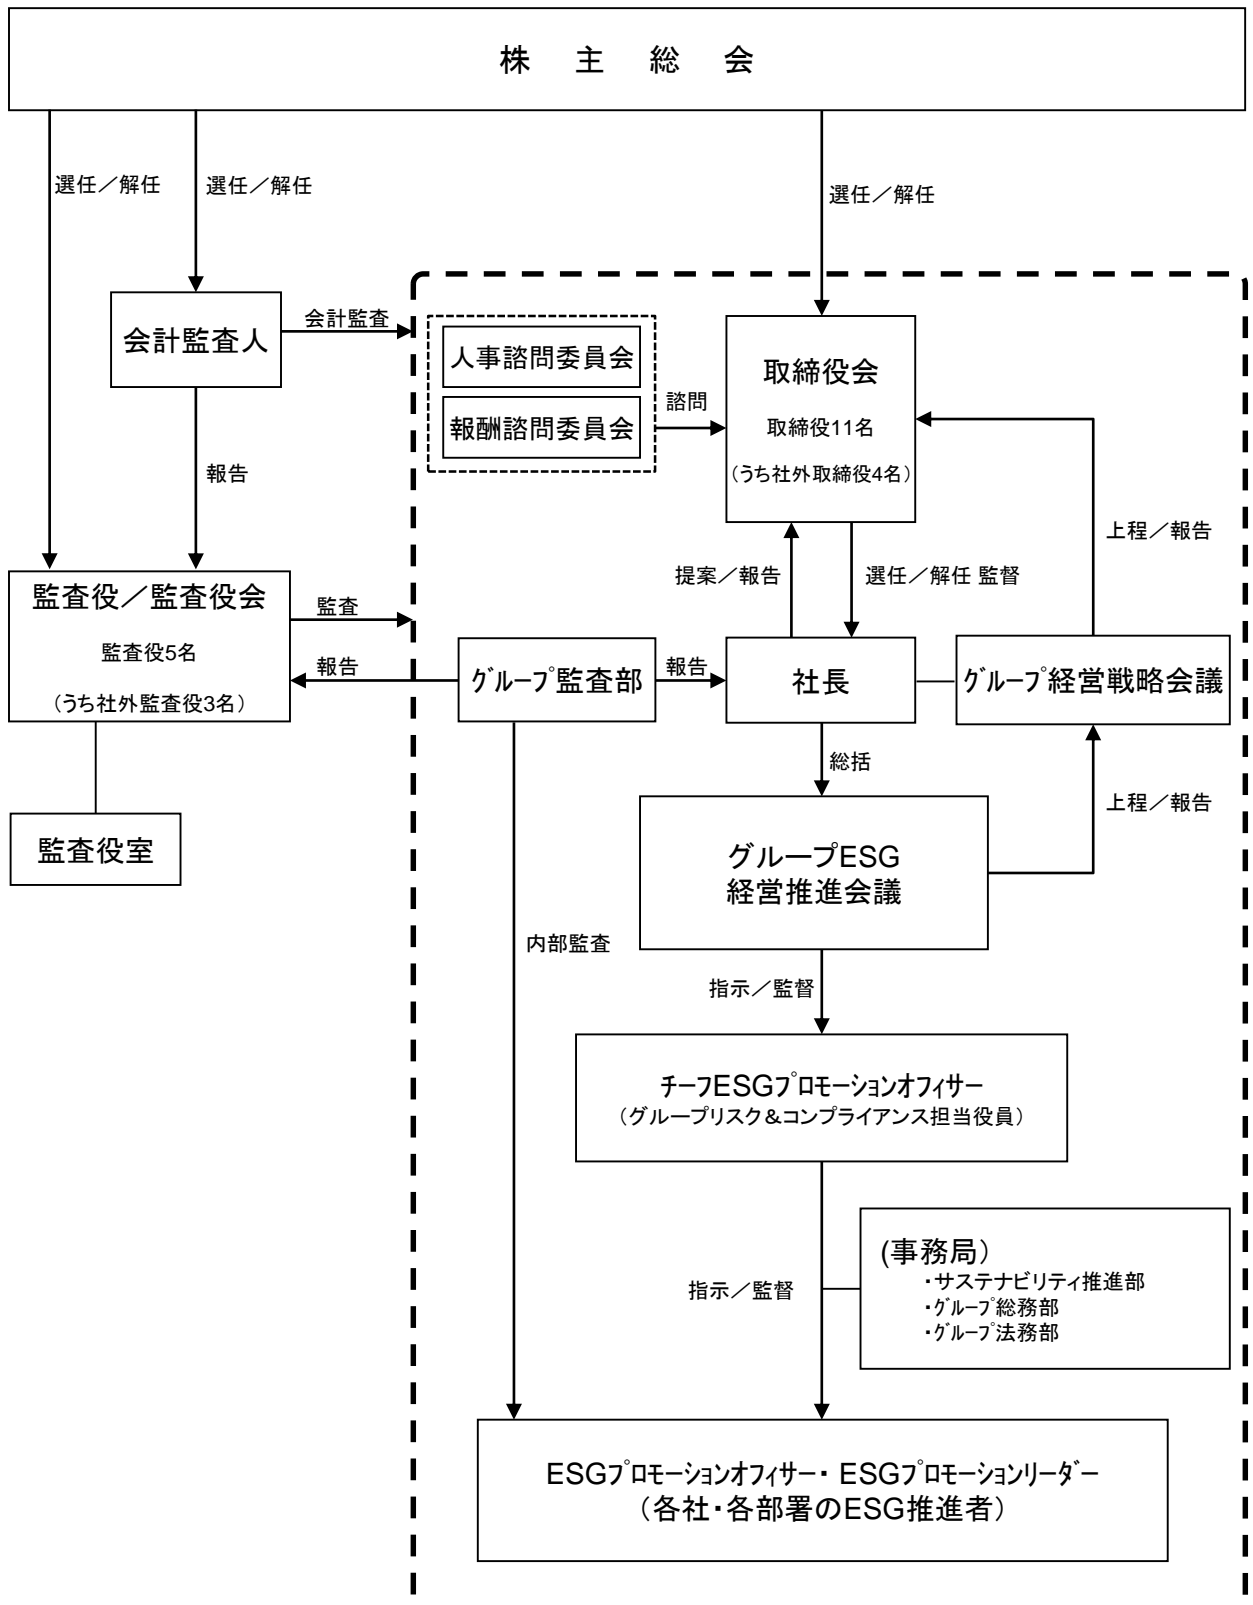 株 主 総 会
選任／解任
選任／解任
選任／解任
会計監査人
会計監査
人事諮問委員会
報酬諮問委員会
諮問
取締役会
取締役11名
（うち社外取締役4名）
報告
上程／報告
提案／報告
選任／解任 監督
監査役／監査役会
監査役5名
（うち社外監査役3名）
監査
報告
グループ監査部
報告
社長
グループ経営戦略会議
総括
上程／報告
監査役室
グループESG
経営推進会議
内部監査
指示／監督
チーフESGプロモーションオフィサー
（グループリスク＆コンプライアンス担当役員）
(事務局）
・サステナビリティ推進部
・グループ総務部
・グループ法務部
指示／監督
ESGプロモーションオフィサー・ ESGプロモーションリーダー
（各社・各部署のESG推進者）